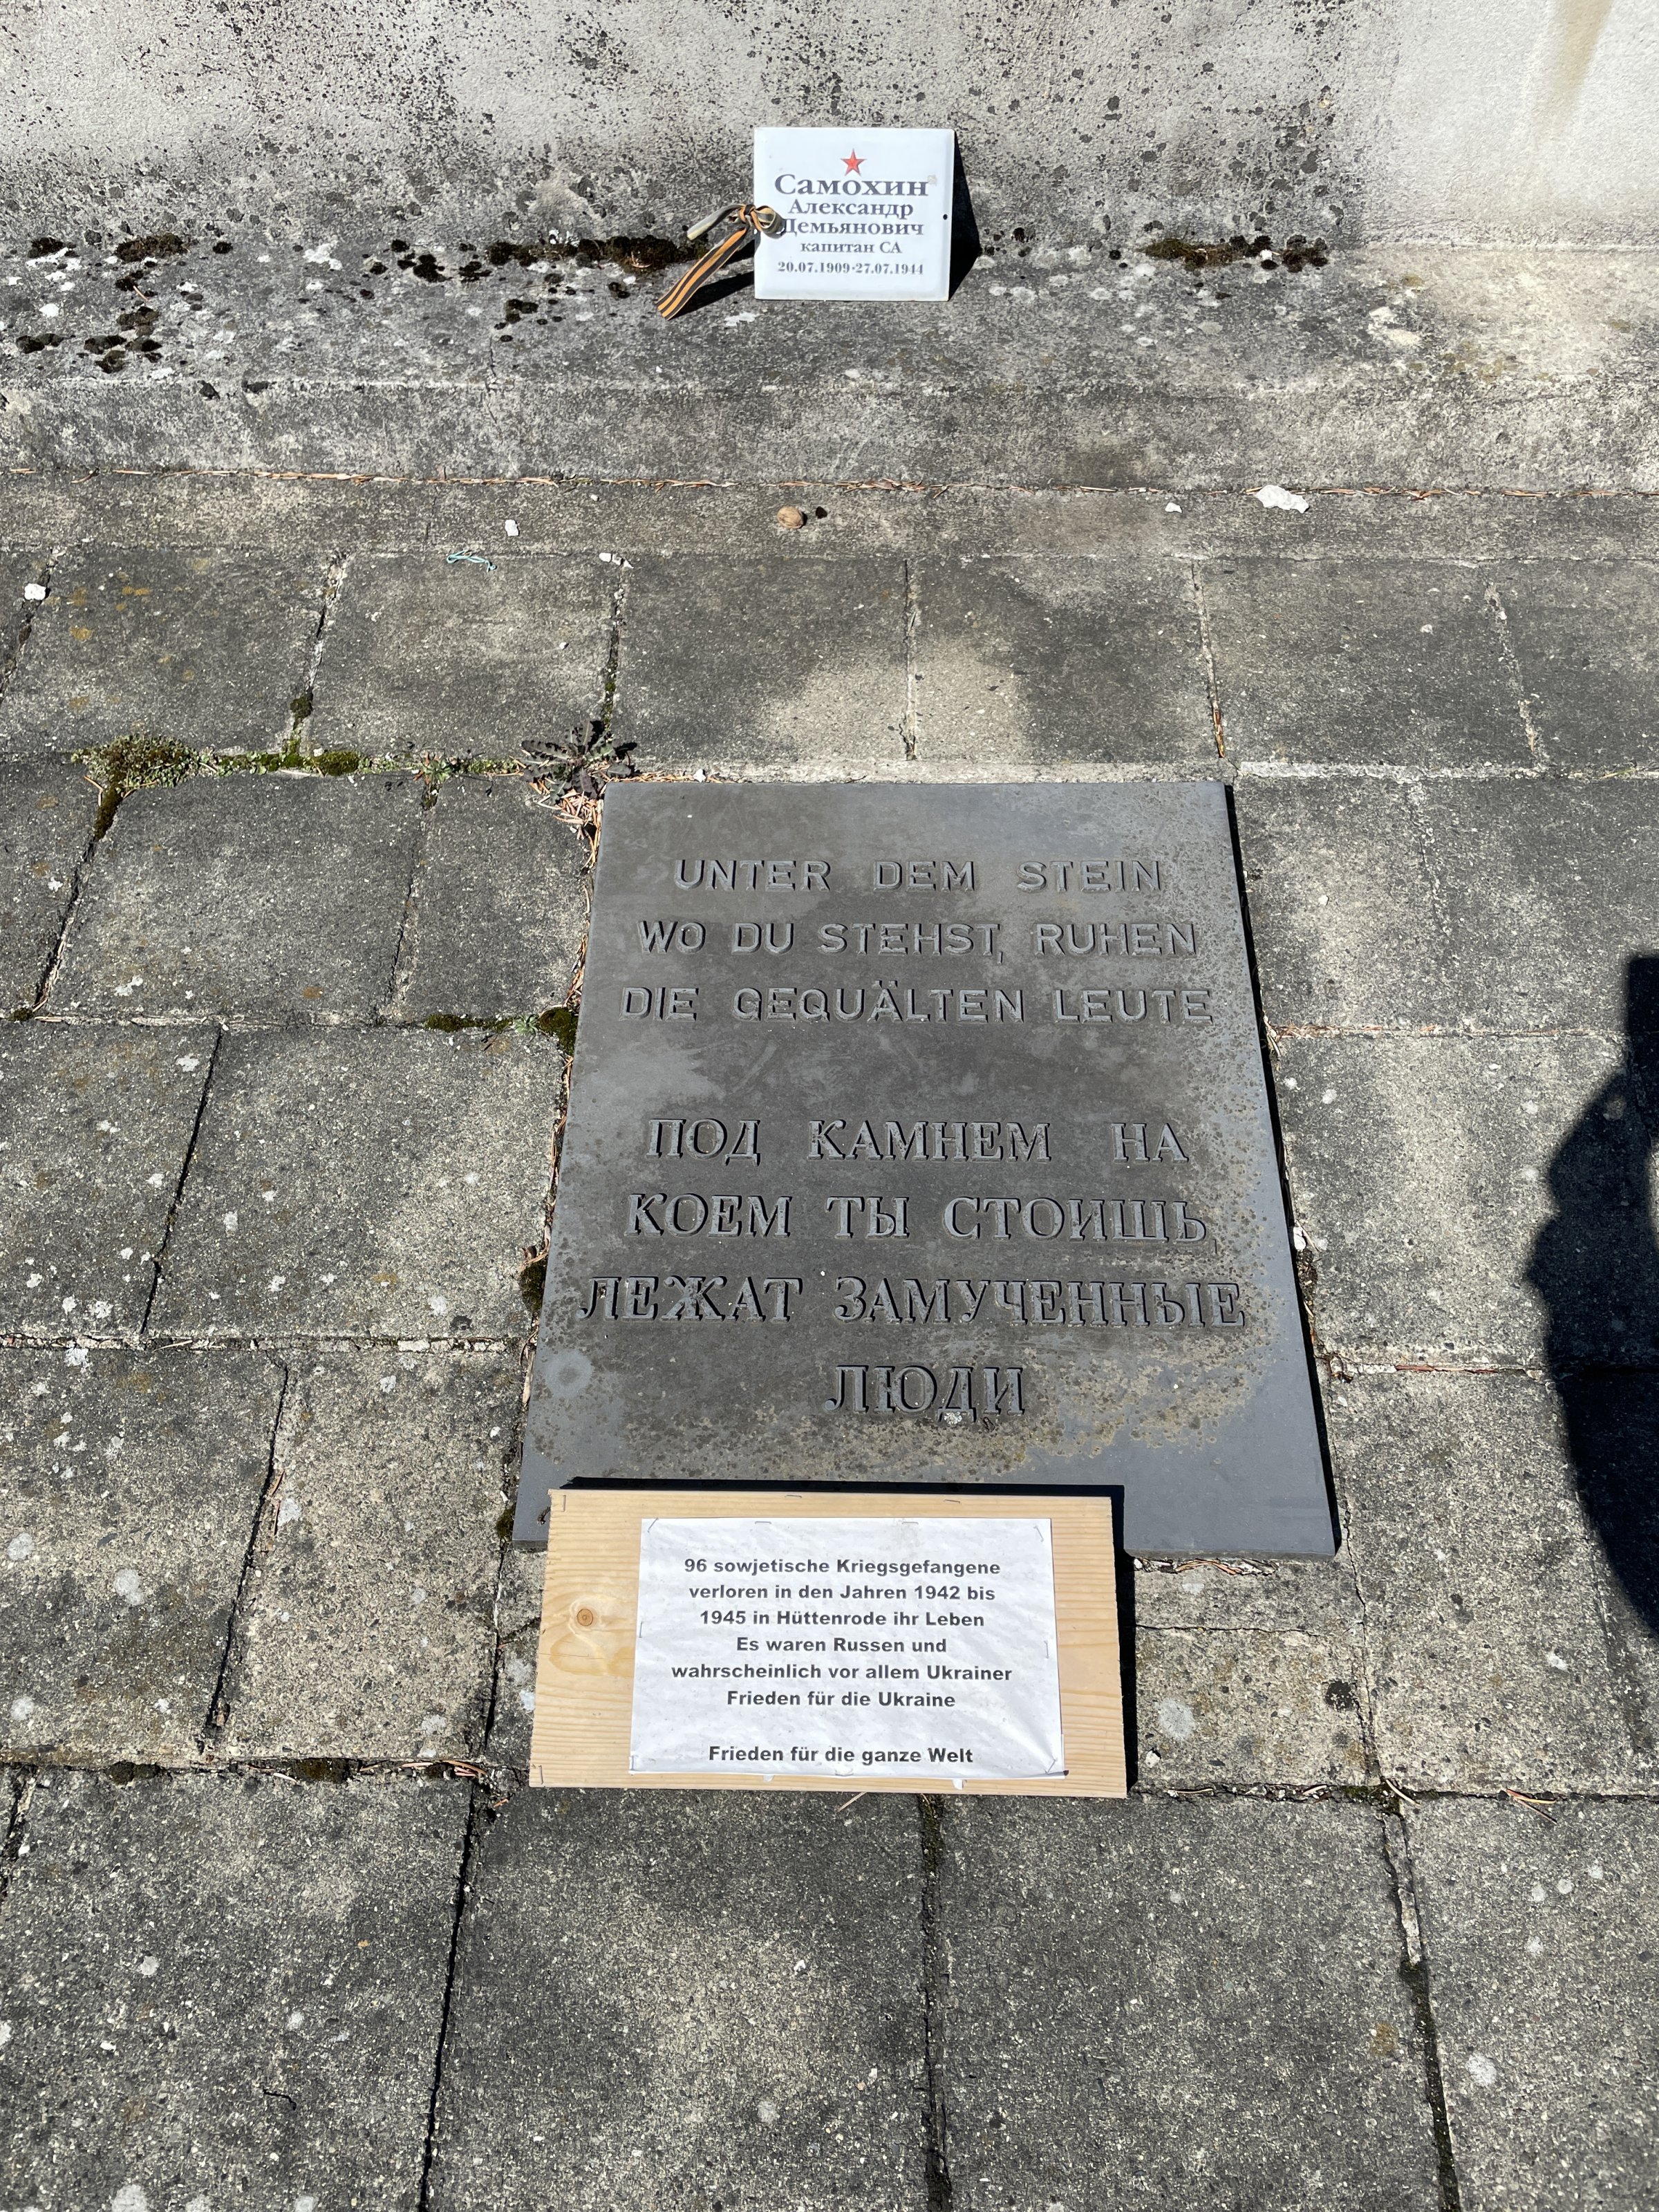 Самохин
Александр
Демьянович
капитан СА
20.07.1909-27.07.1944
UNTER DEM STEIN
WO DU STEHST, RUHEN
DIE GEQUÄLTEN LEUTE
ПОД КАМНЕМ НА
КОЕМ ТЫ СТОИШЬ
ЛЕЖАТ ЗАМУЧЕННЫЕ
ЛЮДИ
96 sowjetische Kriegsgefangene
verloren in den Jahren 1942 bis
1945 in Hüttenrode ihr Leben
Es waren Russen und
wahrscheinlich vor allem Ukrainer
Frieden für die Ukraine
Frieden für die ganze Welt